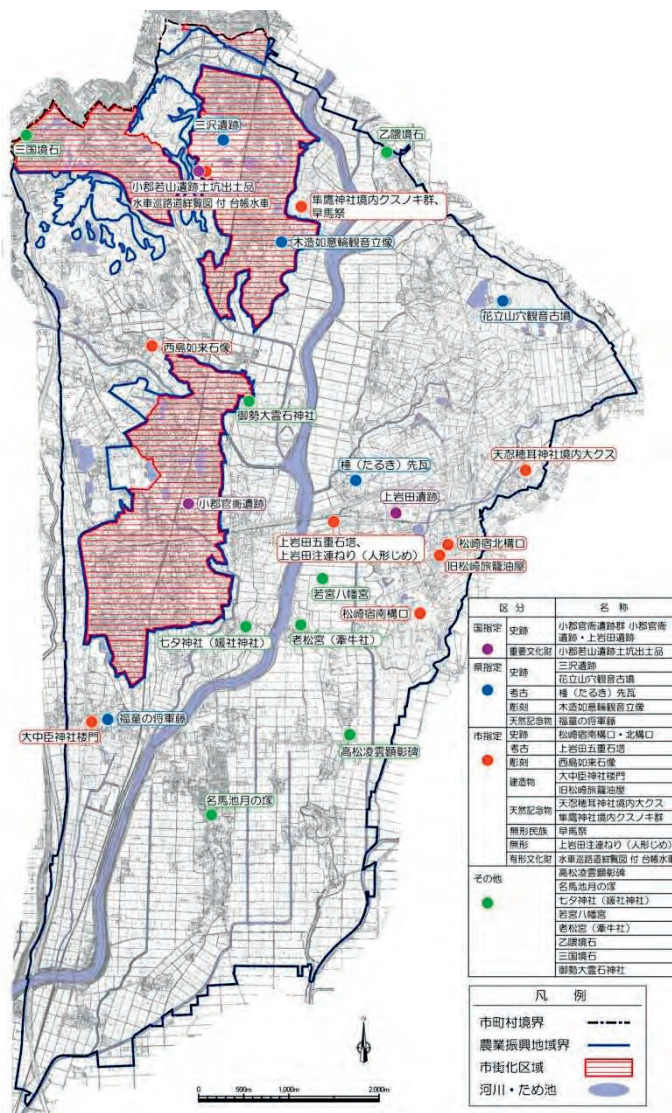 三沢遺跡
乙隈境石
三国境石
小郡若山遺跡土坑出土品
水車巡路道鮮覧図 付 台帳水車
隼鷹神社境内クスノキ群、
早馬祭
木造如意輪観音立像
花立山穴観音古墳
西島如来石像
御勢大霊石神社
天忍穂耳神社境内大クス
棰（たるき）先瓦
上岩田遺跡
小郡官衙遺跡
上岩田五重石塔、
上岩田注連ねり（人形じめ）
松崎宿北構口
旧松崎旅籠油屋
若宮八幡宮
松崎宿南構口
七夕神社（媛社神社）
老松宮（牽牛社）
福童の将軍藤
大中臣神社楼門
高松凌雲顕彰碑
名馬池月の塚
区分 名称
国指定 史跡 小郡官衙遺跡群 小郡官衙
遺跡・上岩田遺跡
重要文化財 小郡若山遺跡土坑出土品
県指定 史跡 三沢遺跡
花立山穴観音古墳
考古 棰（たるき）先瓦
彫刻 木造如意輪観音立像
天然記念物 福童の将軍藤
市指定 史跡 松崎宿南構口・北構口
考古 上岩田五重石塔
彫刻 西島如来石像
建造物 大中臣神社楼門
旧松崎旅籠油屋
天然記念物 天忍穂耳神社境内大クス
隼鷹神社境内クスノキ群
無形民族 早馬祭
無形 上岩田注連ねり（人形じめ）
有形文化財 水車巡路道鮮覧図 付 台帳水車
その他 高松凌雲顕彰碑
名馬池月の塚
七夕神社（媛社神社）
若宮八幡宮
老松宮（牽牛社）
乙隈境石
三国境石
御勢大霊石神社
凡例
市町村境界
農業振興地域界
市街化区域
河川・ため池
0 500m 1,000m 2,000m